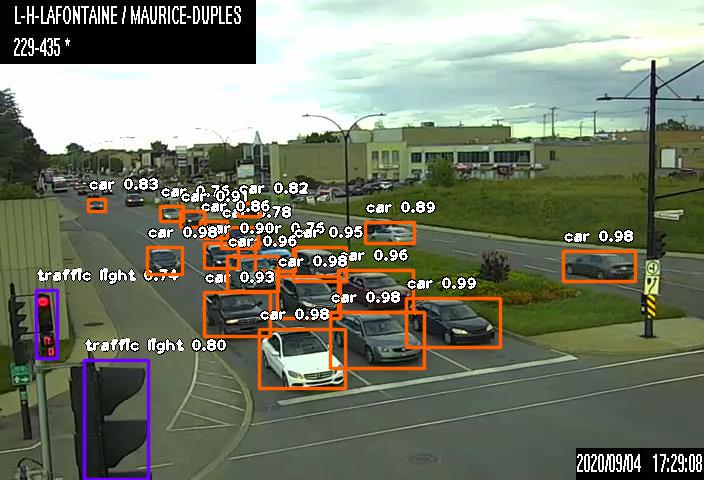 L-H-LAFONTAINE / MAURICE-DUPLES
229-435 *
car 0.83
car 0.82
car 0.86
car 0.89
car 0.98
car 0.95
car 0.98
car 0.96
car 0.98
car 0.96
traffic light 0.74
car 0.93
car 0.98
car 0.99
car 0.98
traffic light 0.80
2020/09/04 17:29:08